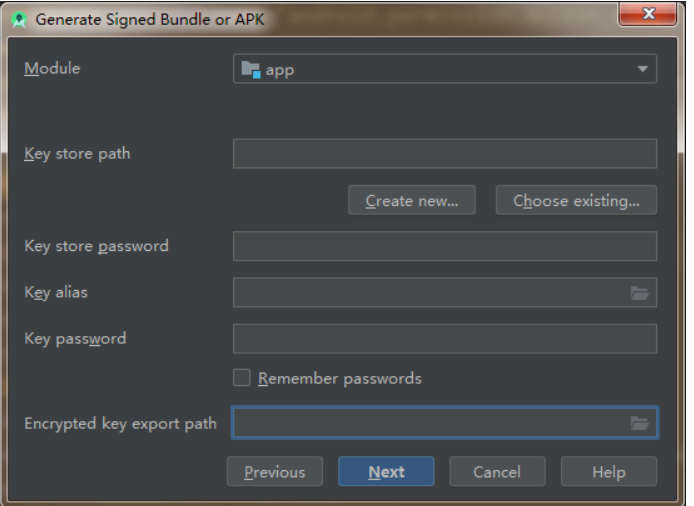 Generate Signed Bundle or APK
Module
app
Key store path
Create new...
Choose existing...
Key store password
Key alias
Key password
Remember passwords
Encrypted key export path
Previous
Next
Cancel
Help